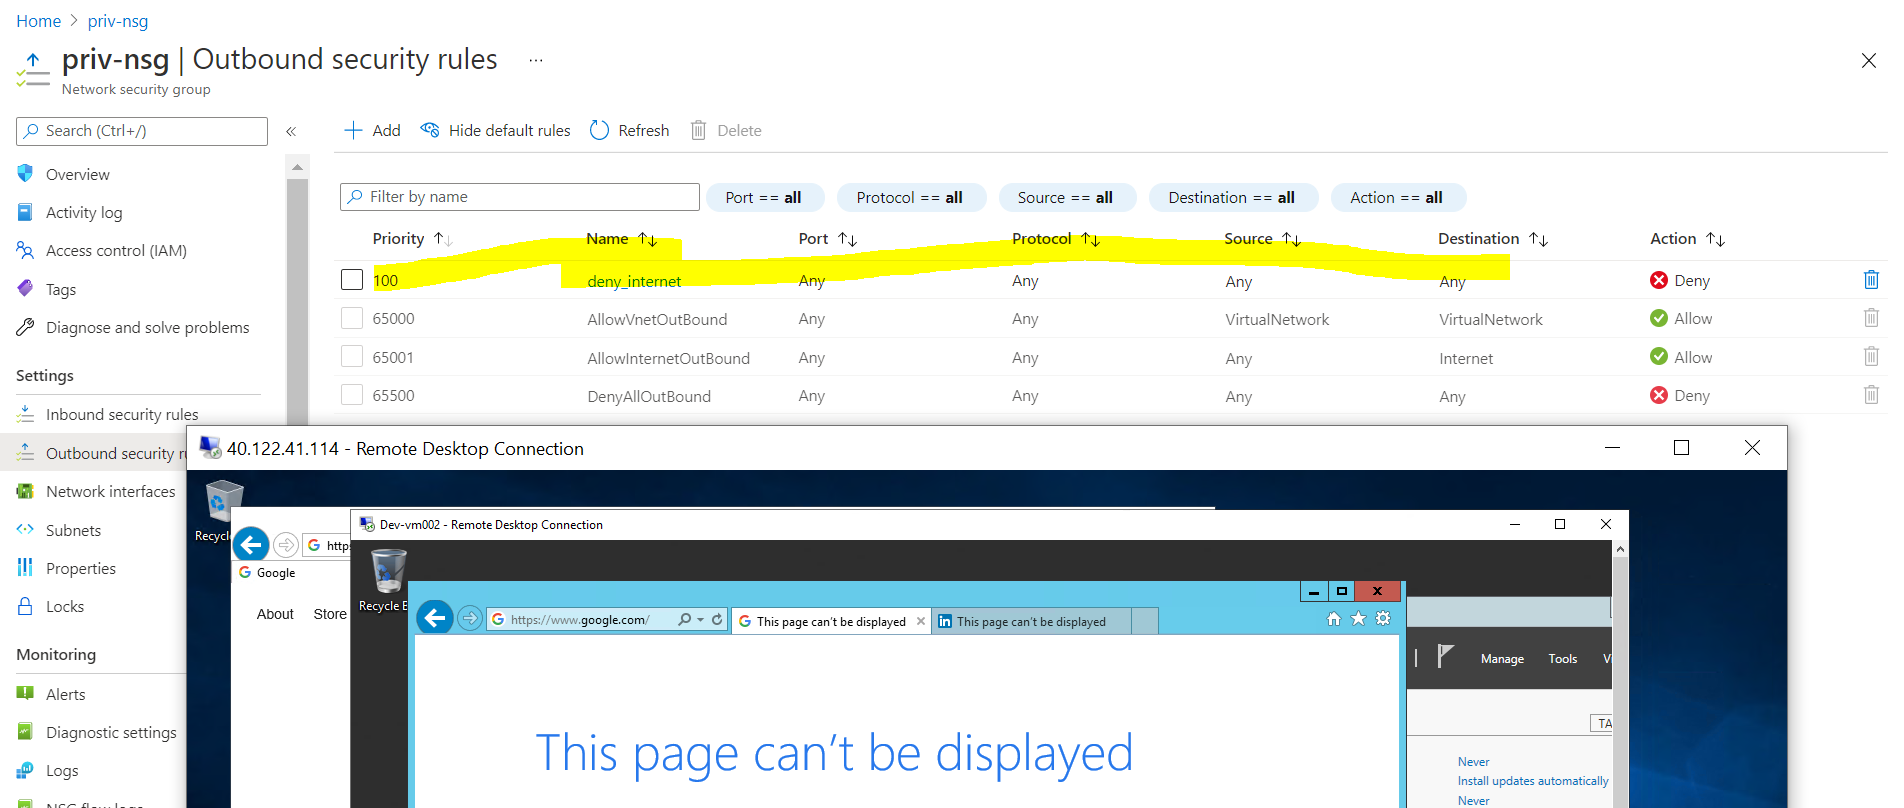 Home > priv-nsg
priv-nsg | Outbound security rules ...
Network security group
Search (Ctrl+/)
«
Add
Hide default rules
Refresh
Delete
Overview
Activity log
Access control (IAM)
Tags
Diagnose and solve problems
Settings
Inbound security rules
Outbound security
Network interfaces
Subnets
Properties
Locks
Monitoring
Alerts
Diagnostic settings
Logs
NSG flow logs
Filter by name
Port == all
Protocol == all
Source == all
Destination == all
Action == all
Priority Name Port Protocol Source Destination Action
100 deny_internet Any Any Any Any Deny
65000 AllowVnetOutBound Any Any VirtualNetwork VirtualNetwork Allow
65001 AllowInternetOutBound Any Any Any Internet Allow
65500 DenyAllOutBound Any Any Any Any Deny
40.122.41.114 - Remote Desktop Connection
Google
About Store
Dev-vm002 - Remote Desktop Connection
https://www.google.com/
This page can't be displayed
This page can't be displayed
Manage Tools
This page can't be displayed
Never
Install updates automatically
Never